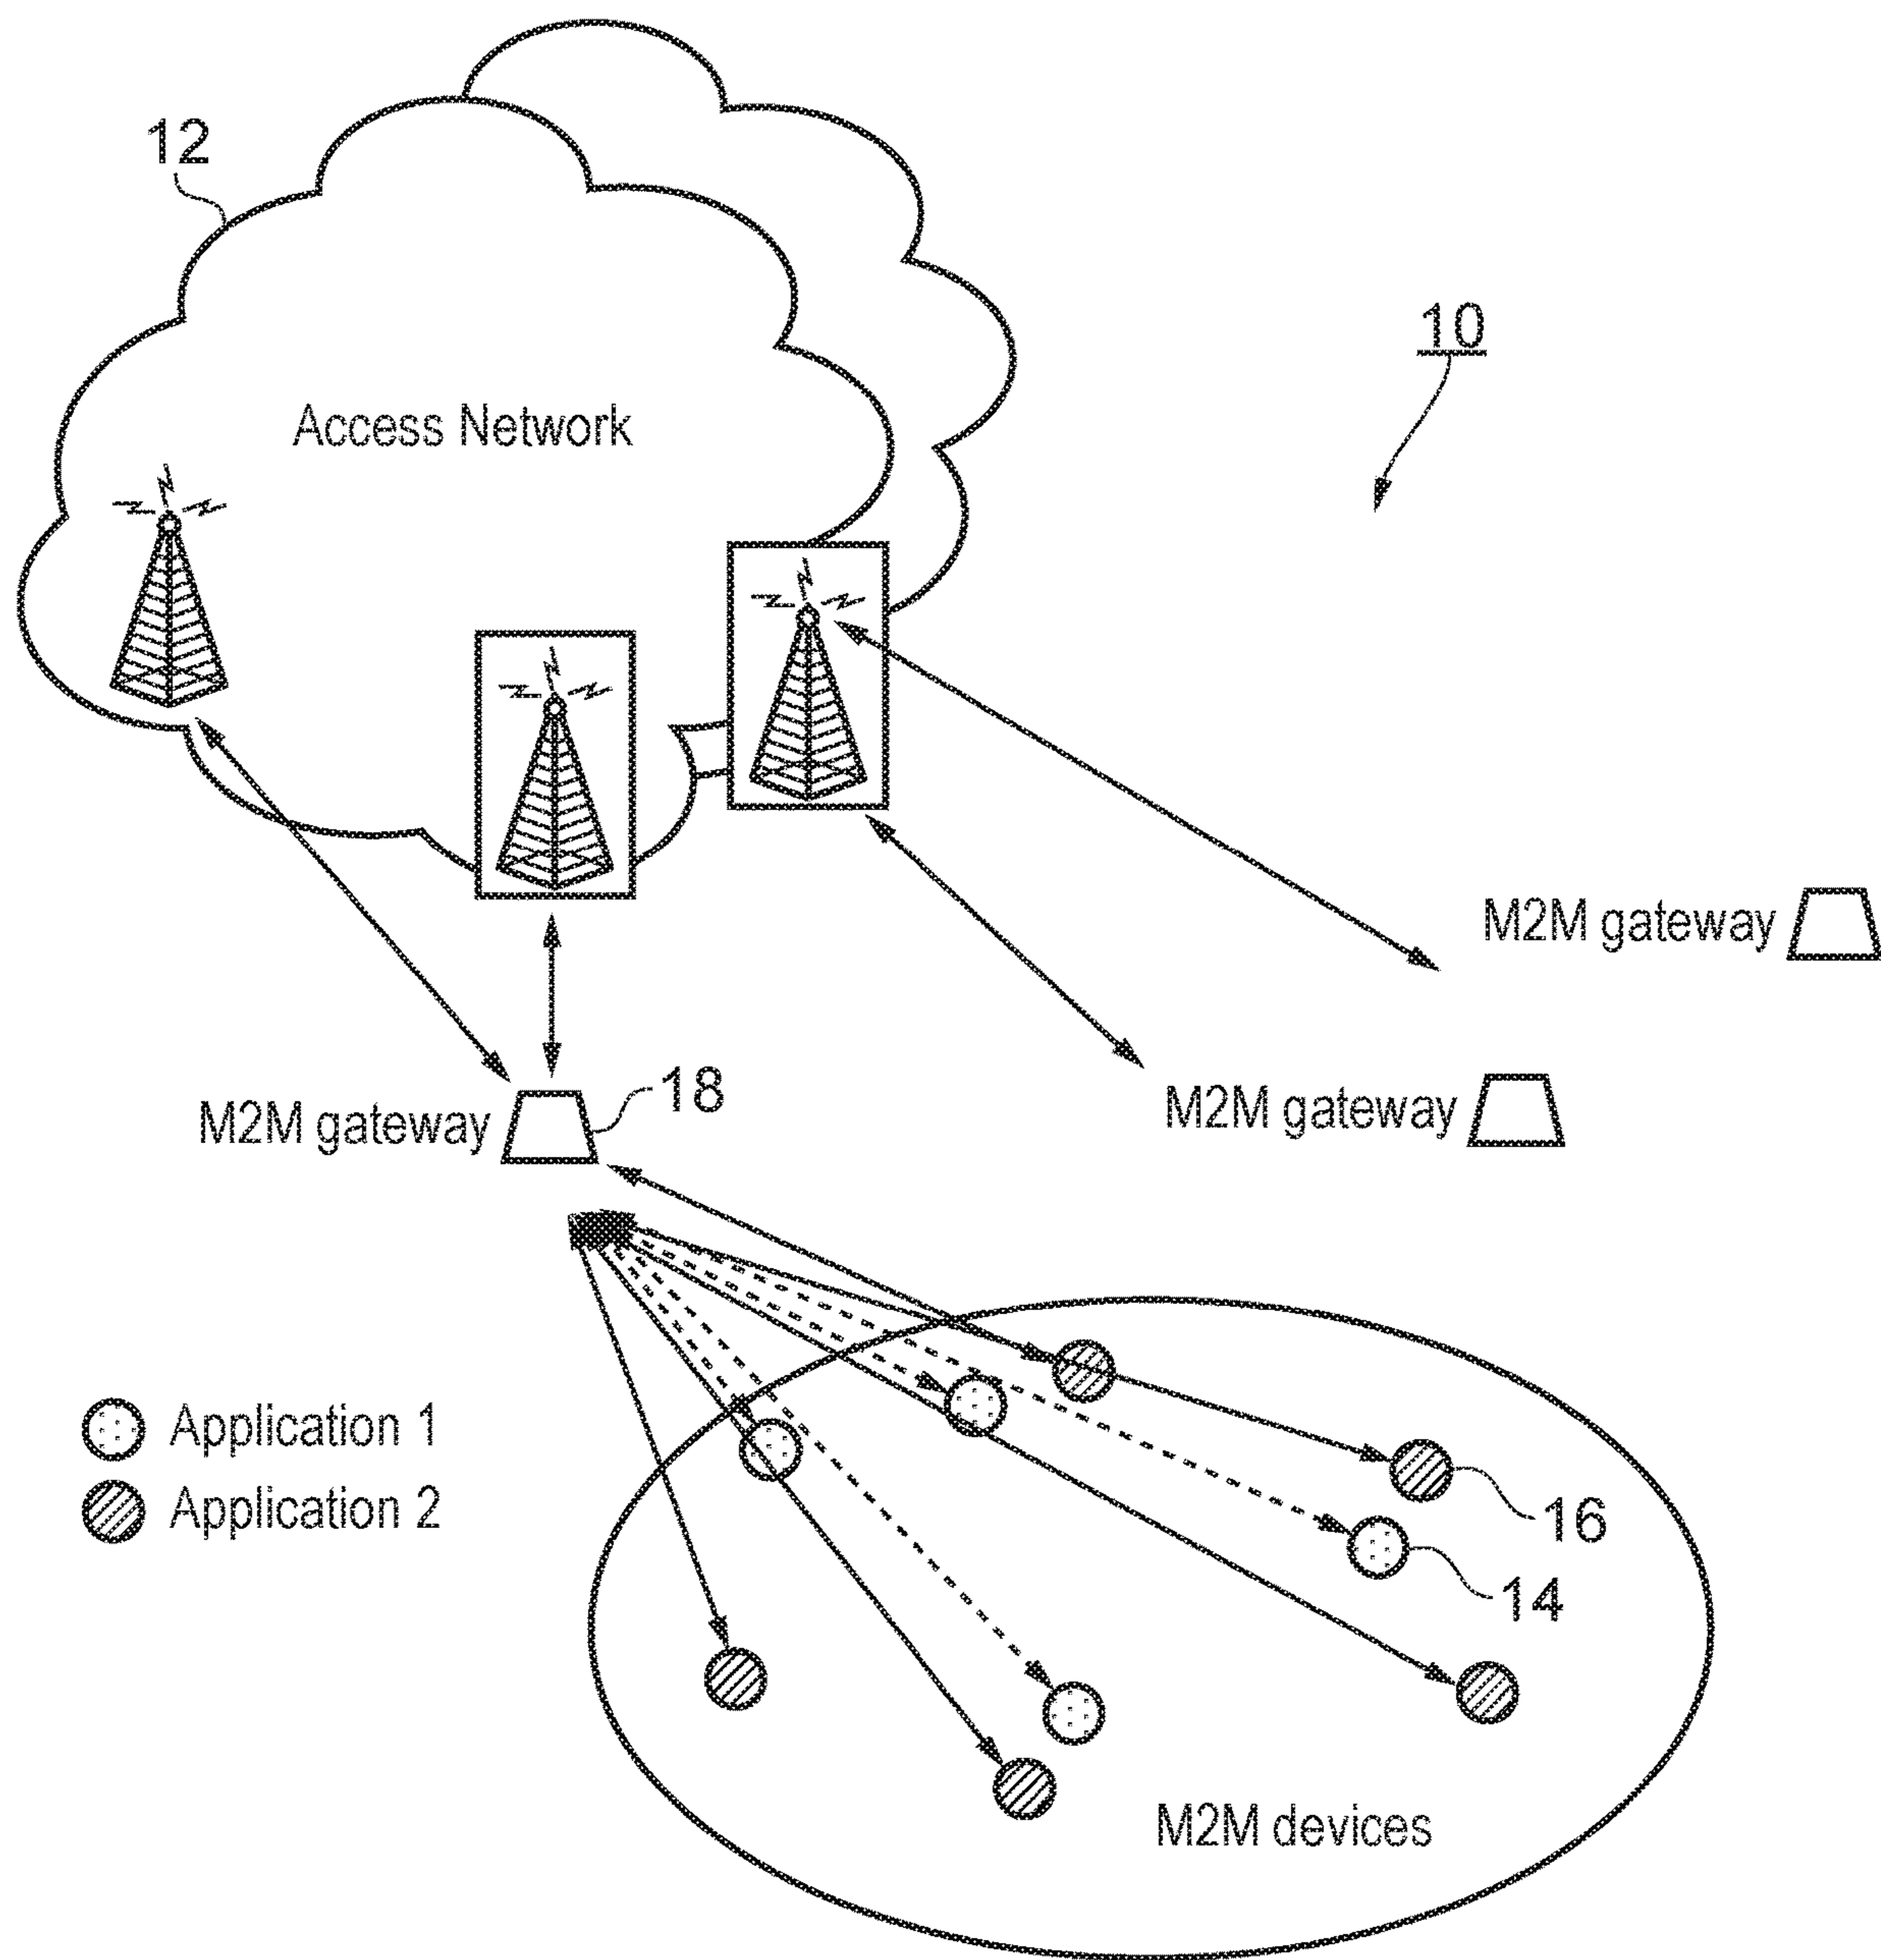 12
10
Access Network
M2M gateway
18
M2M gateway
M2M gateway
Application 1
Application 2
16
14
M2M devices